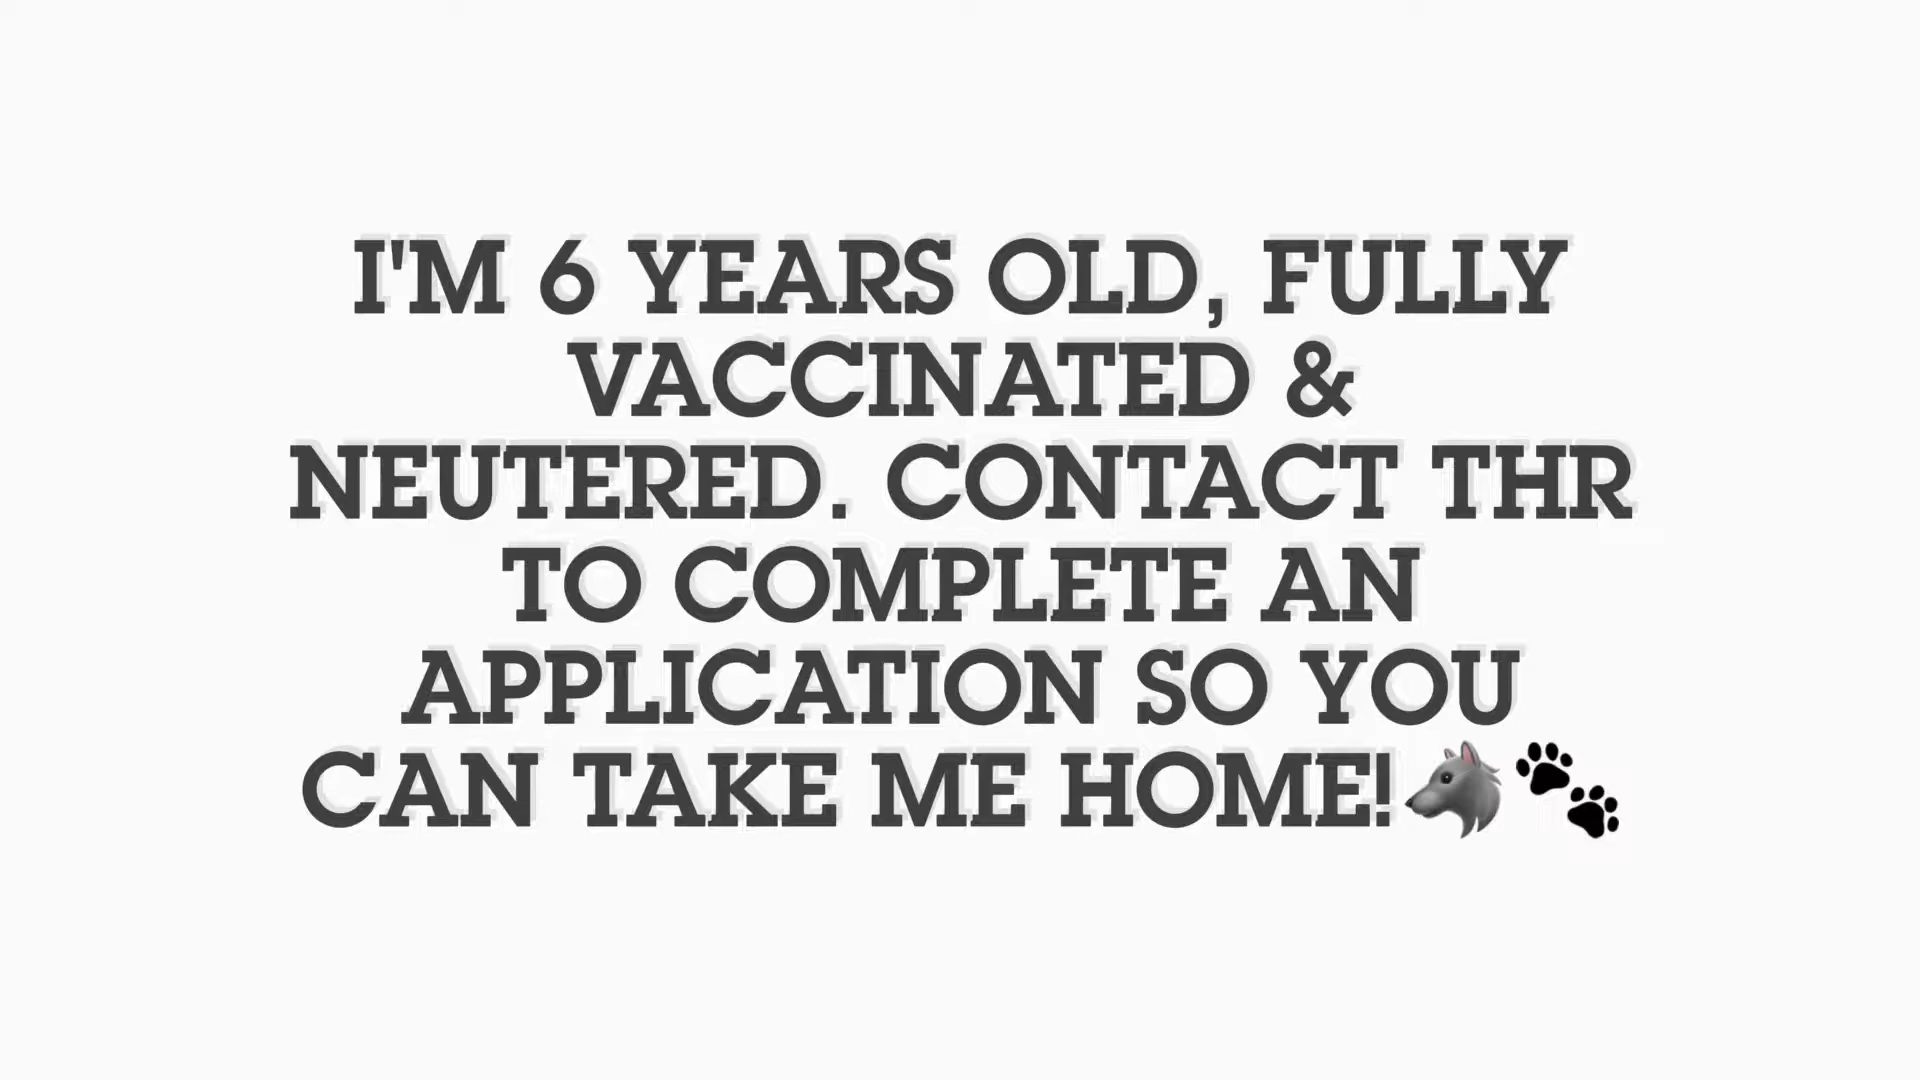 I'M 6 YEARS OLD, FULLY
VACCINATED &
NEUTERED. CONTACT THR
TO COMPLETE AN
APPLICATION SO YOU
CAN TAKE ME HOME!🐺🐾